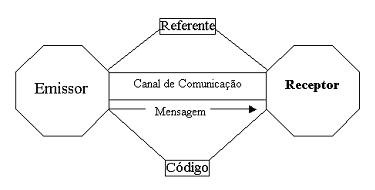 Referente
Emissor
Canal de Comunicação
Receptor
Mensagem
Código